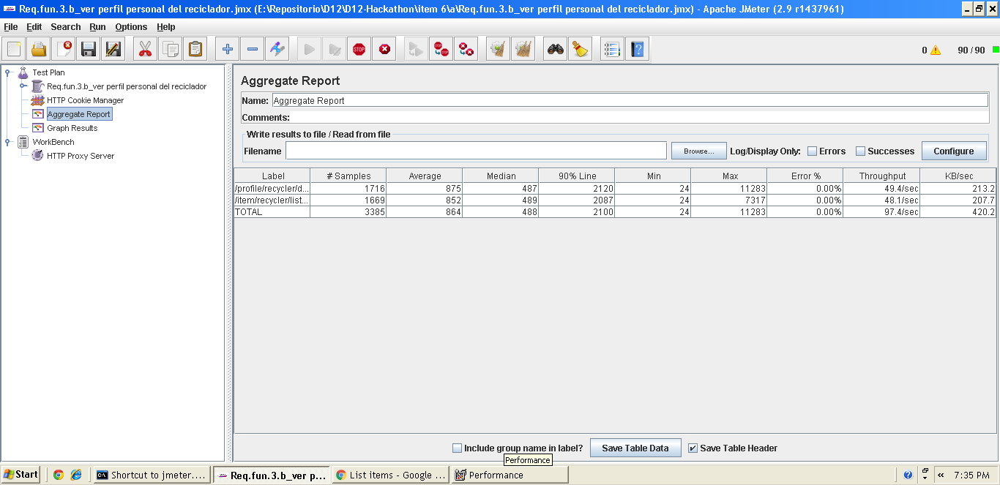 Req.fun.3.b_ver perfil personal del reciclador.jmx (E:\Repositorio\D12\D12-Hackathon\item 6\a\Req.fun.3.b_ver perfil personal del reciclador.jmx) - Apache JMeter (2.9 r1437961)
File Edit Search Run Options Help
STOP STOP 0 90 / 90
Test Plan
Req.fun.3.b_ver perfil personal del reciclador
HTTP Cookie Manager
Aggregate Report
Graph Results
WorkBench
HTTP Proxy Server
Aggregate Report
Name: Aggregate Report
Comments:
Write results to file / Read from file
Filename Browse... Log/Display Only: Errors Successes Configure
Label # Samples Average Median 90% Line Min Max Error % Throughput KB/sec
/profile/recycler/d... 1716 875 487 2120 24 11283 0.00% 49.4/sec 213.2
/item/recycler/list... 1669 852 489 2087 24 7317 0.00% 48.1/sec 207.7
TOTAL 3385 864 488 2100 24 11283 0.00% 97.4/sec 420.2
Include group name in label? Save Table Data Save Table Header
Performance
Start Shortcut to jmeter.... Req.fun.3.b_ver p... List items - Google ... Performance « 7:35 PM